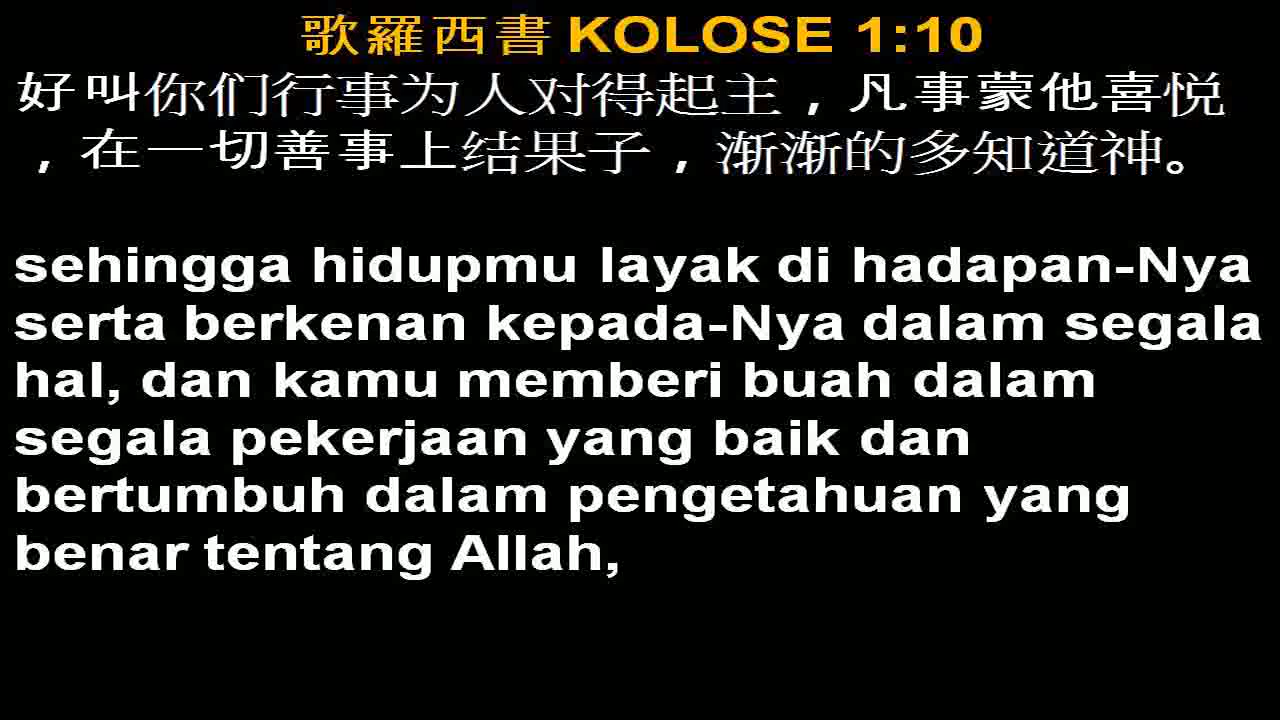 歌羅西書 KOLOSE 1:10
好叫你们行事为人对得起主，凡事蒙他喜悦
，在一切善事上结果子，渐渐的多知道神。
sehingga hidupmu layak di hadapan-Nya
serta berkenan kepada-Nya dalam segala
hal, dan kamu memberi buah dalam
segala pekerjaan yang baik dan
bertumbuh dalam pengetahuan yang
benar tentang Allah,